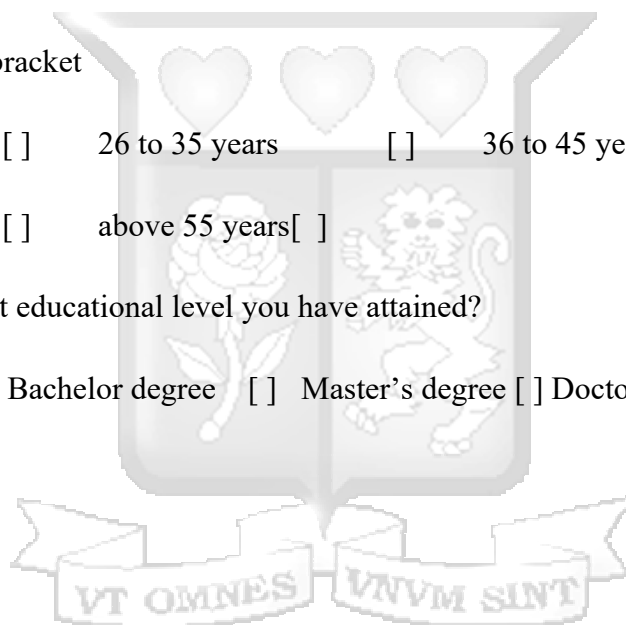 bracket
[ ] 26 to 35 years [ ] 36 to 45 ye
[ ] above 55 years[ ]
t educational level you have attained?
Bachelor degree [ ] Master’s degree [ ] Docto
VT OMNES VNVM SINT